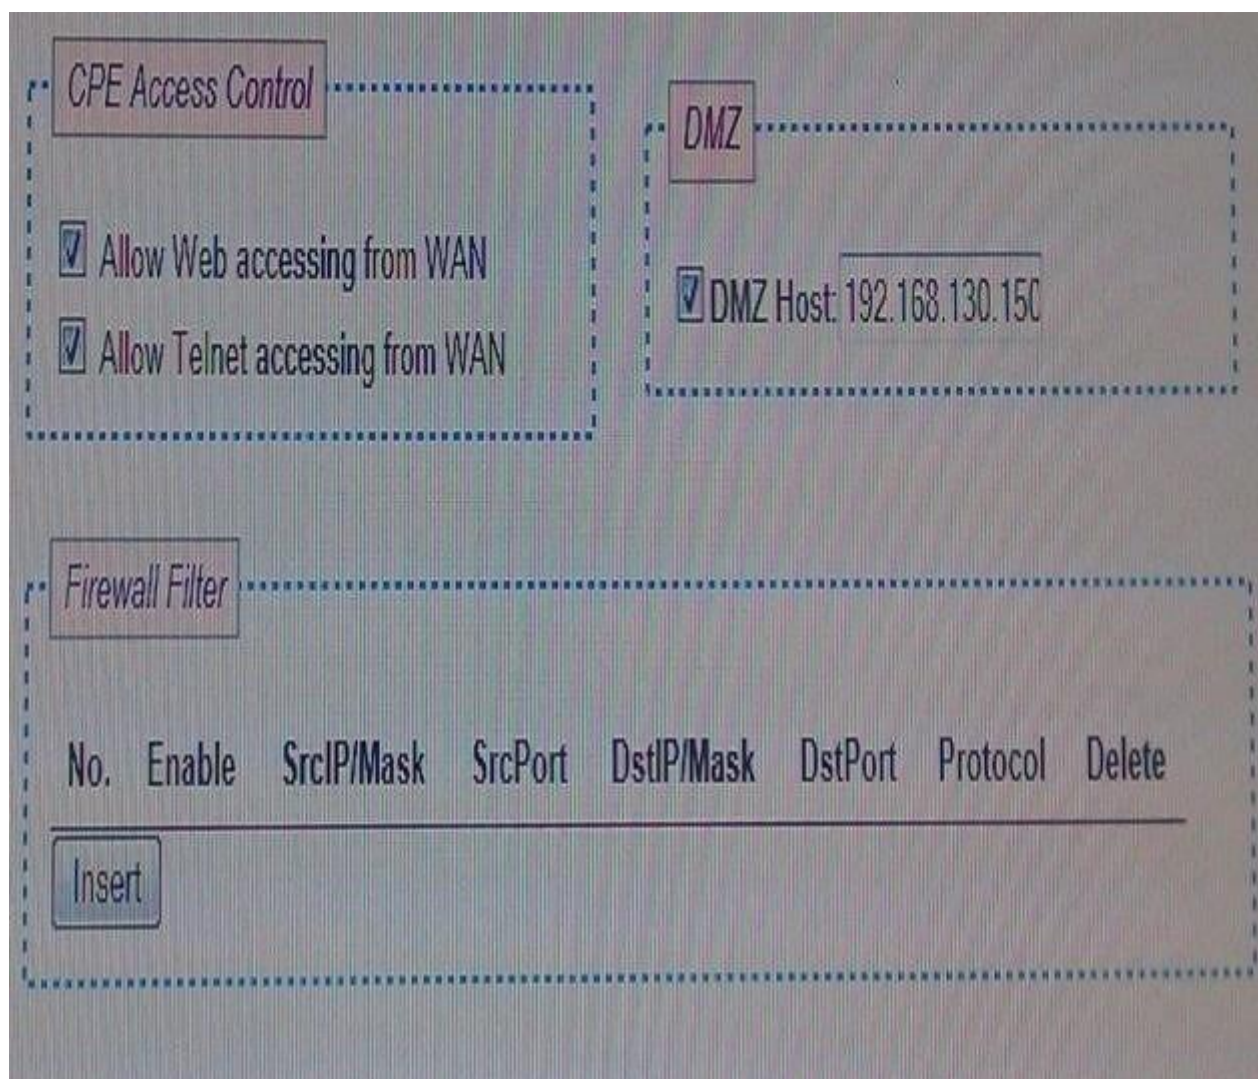 CPE Access Control
Allow Web accessing from WAN
Allow Telnet accessing from WAN
DMZ
DMZ Host: 192.168.130.150
Firewall Filter
No. Enable SrcIP/Mask SrcPort DstIP/Mask DstPort Protocol Delete
Insert